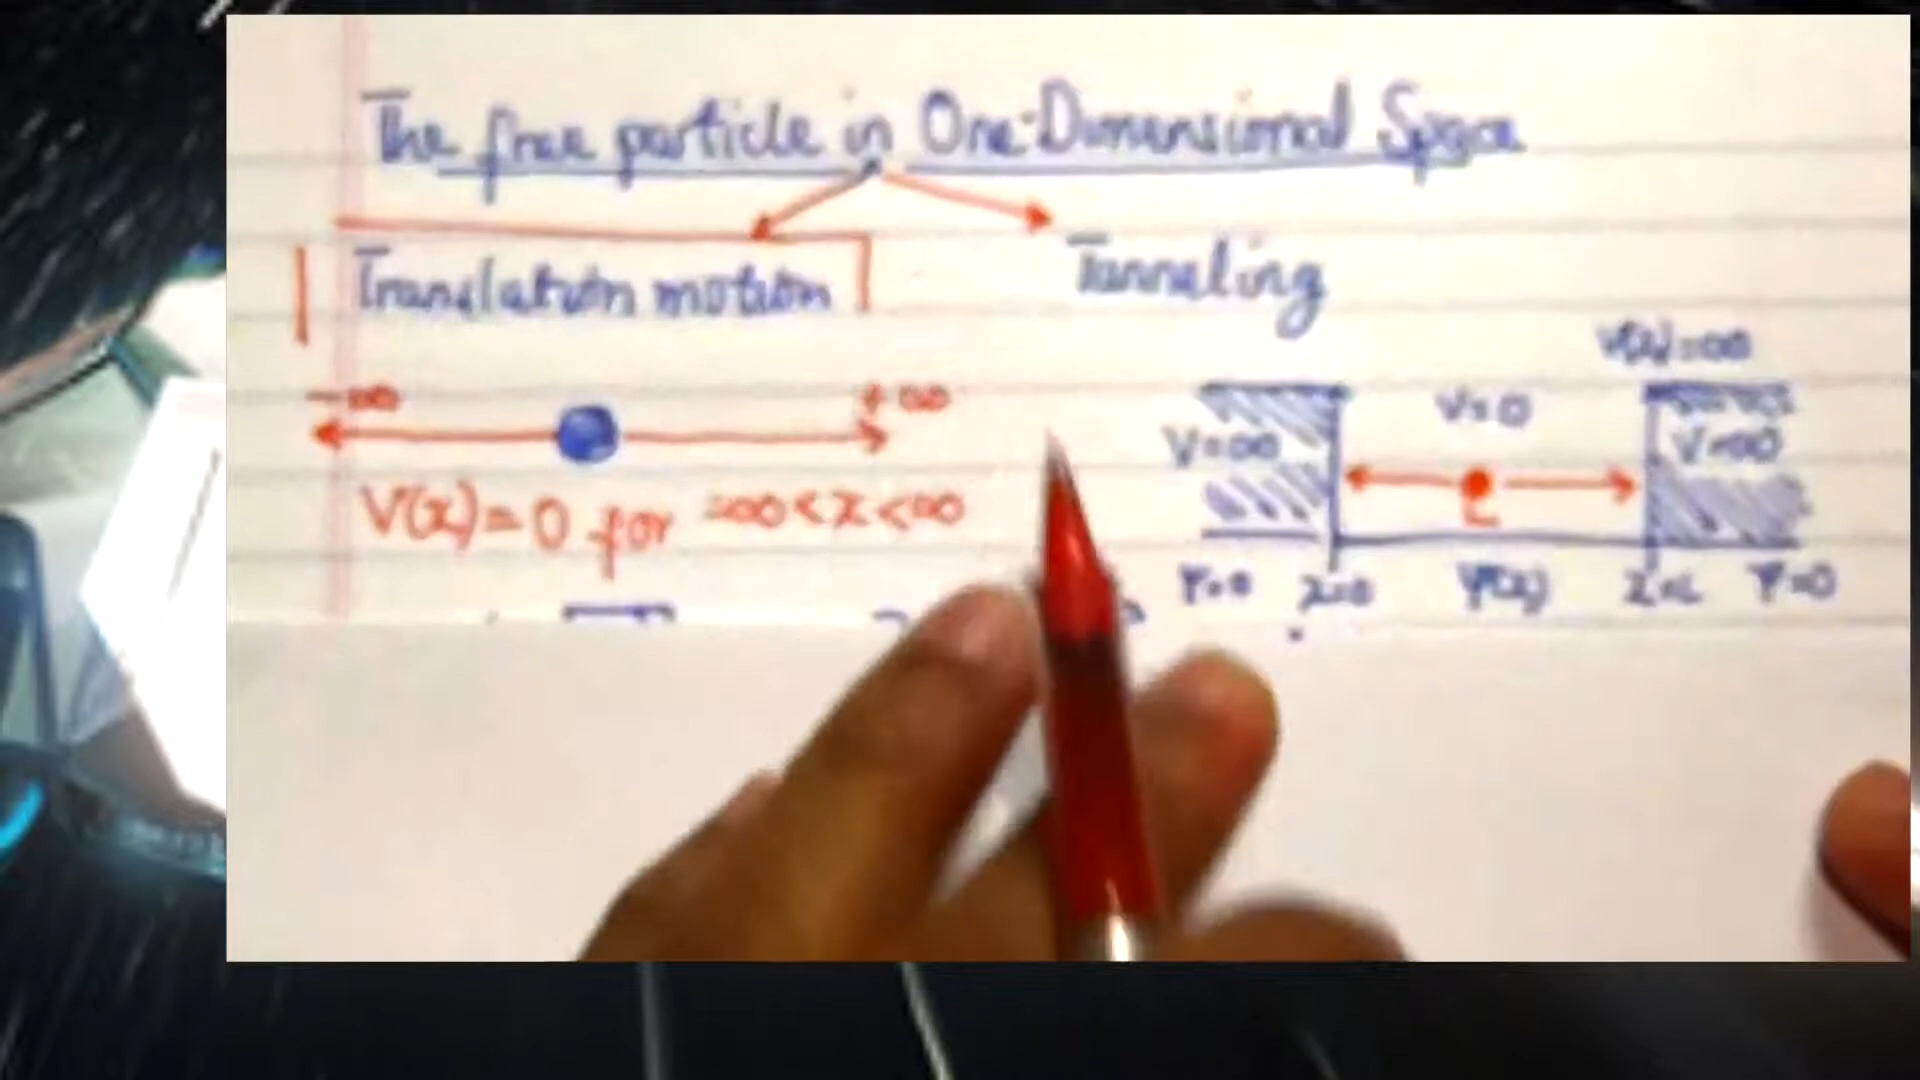 The free particle in One-Dimensional Space
Translation motion
Tunneling
-∞ +∞
V(x)=∞
V=0
V=∞
V=∞
V(x)=0 for -∞<x<∞
Ψ=0 x=0 Ψ(x) x=L Ψ=0